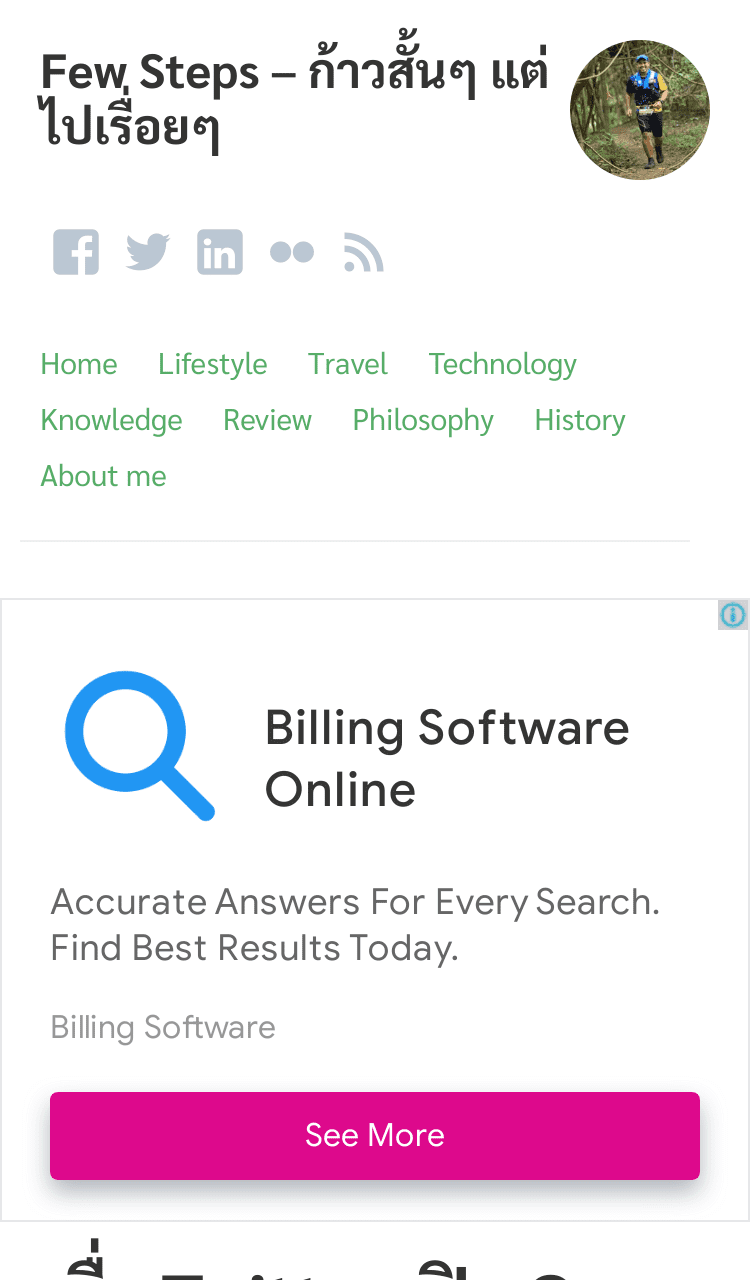 Few Steps – ก้าวสั้นๆ แต่
ไปเรื่อยๆ
Home Lifestyle Travel Technology
Knowledge Review Philosophy History
About me
Billing Software
Online
Accurate Answers For Every Search.
Find Best Results Today.
Billing Software
See More